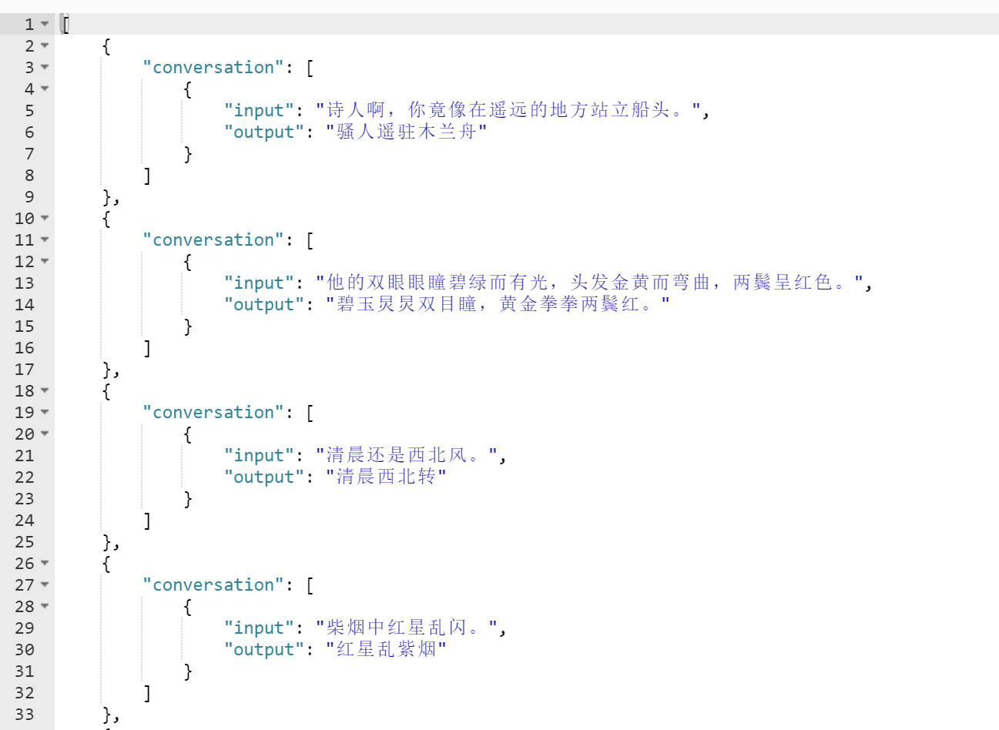 1 [
2 {
3 "conversation": [
4 {
5 "input": "诗人啊，你竟像在遥远的地方站立船头。",
6 "output": "骚人遥驻木兰舟"
7 }
8 ]
9 },
10 {
11 "conversation": [
12 {
13 "input": "他的双眼眼瞳碧绿而有光，头发金黄而弯曲，两鬓呈红色。",
14 "output": "碧玉炅炅双目瞳，黄金拳拳两鬓红。"
15 }
16 ]
17 },
18 {
19 "conversation": [
20 {
21 "input": "清晨还是西北风。",
22 "output": "清晨西北转"
23 }
24 ]
25 },
26 {
27 "conversation": [
28 {
29 "input": "柴烟中红星乱闪。",
30 "output": "红星乱紫烟"
31 }
32 ]
33 },